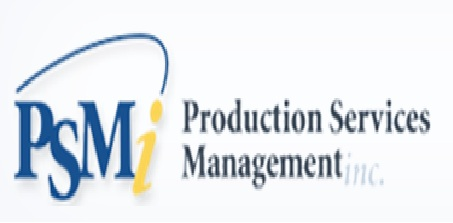 PSMi
Production Services
Management inc.